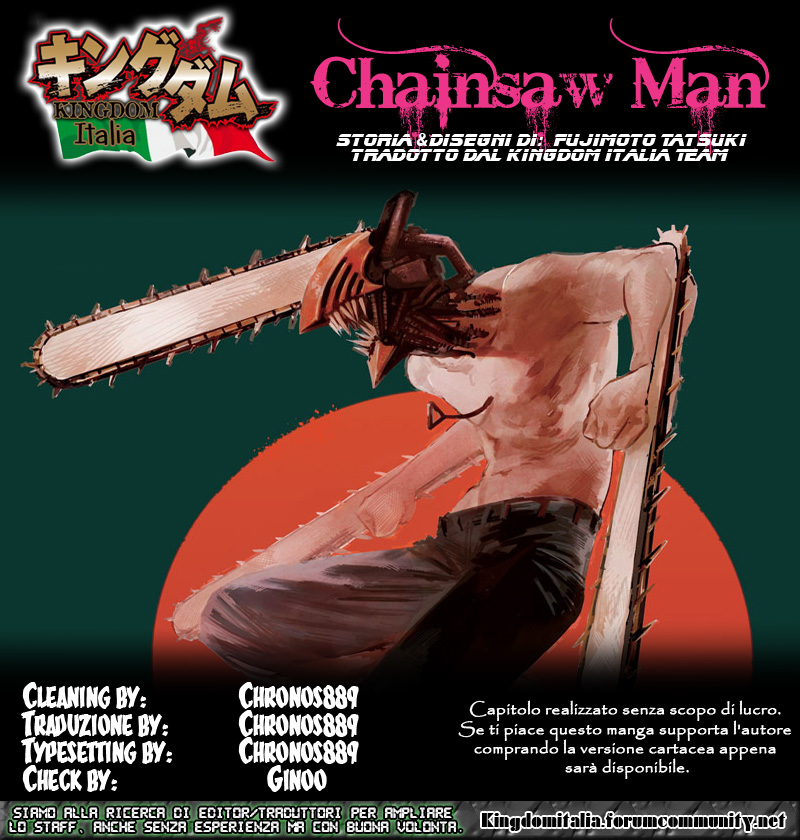 キングダム
KINGDOM
Italia
Chainsaw Man
STORIA &DISEGNI DI: FUJIMOTO TATSUKI
TRADOTTO DAL KINGDOM ITALIA TEAM
CLEANING BY: CHRONOS889
TRADUZIONE BY: CHRONOS889
TYPESETTING BY: CHRONOS889
CHECK BY: GINOO
Capitolo realizzato senza scopo di lucro.
Se ti piace questo manga supporta l'autore
comprando la versione cartacea appena
sarà disponibile.
SIAMO ALLA RICERCA DI EDITOR/TRADUTTORI PER AMPLIARE
LO STAFF, ANCHE SENZA ESPERIENZA MA CON BUONA VOLONTA.
Kingdomitalia.forumcommunity.net